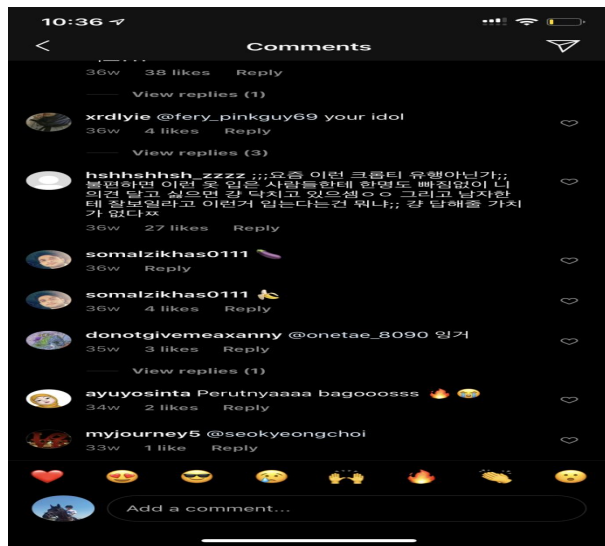 10:36
Comments
36w 38 likes Reply
View replies (1)
xrdlyie @fery_pinkguy69 your idol
36w 4 likes Reply
View replies (3)
hshhshhsh_zzzz ;;;요즘 이런 크롭티 유행아닌가;;
불편하면 이런 옷 입은 사람들한테 한명도 빠짐없이 니
의견 달고 싶으면 걍 닥치고 있으셈ㅇㅇ 그리고 남자한
테 잘보일라고 이런거 입는다는건 뭐냐;; 걍 답해줄 가치
가 없다ㅉ
36w 27 likes Reply
somalzikhas0111 🍆
36w Reply
somalzikhas0111 🍌
36w 4 likes Reply
donotgivemeaxanny @onetae_8090 잉거
35w 3 likes Reply
View replies (1)
ayuyosinta Perutnyaaaa bagooosss 🔥 😭
34w 2 likes Reply
myjourney5 @seokyeongchoi
33w 1 like Reply
Add a comment...